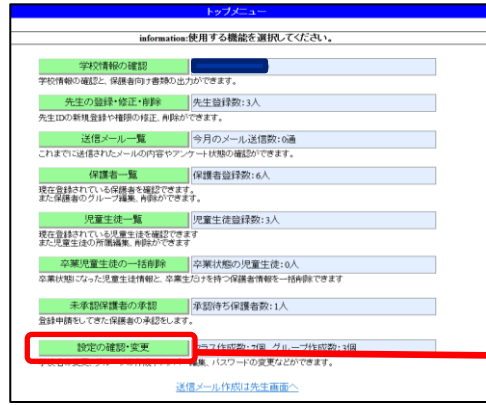 トップメニュー
information:使用する機能を選択してください。
学校情報の確認
学校情報の確認と、保護者向け書類の出力ができます。
先生の登録・修正・削除 先生登録数:3人
先生IDの新規登録や権限の修正、削除ができます。
送信メール一覧 今月のメール送信数:0通
これまでに送信されたメールの内容やアンケート状態の確認ができます。
保護者一覧 保護者登録数:6人
現在登録されている保護者を確認できます。
また保護者のグループ編集、削除ができます。
児童生徒一覧 児童生徒登録数:3人
現在登録されている児童生徒を確認できます
また児童生徒の所属編集、削除ができます
卒業児童生徒の一括削除 卒業状態の児童生徒:0人
卒業状態になった児童生徒情報と、卒業生だけを持つ保護者情報を一括削除できます
未承認保護者の承認 承認待ち保護者数:1人
登録申請をしてきた保護者の承認をします。
設定の確認・変更 クラス作成数:7個 グループ作成数:3個
編集、パスワードの変更などができます。
送信メール作成は先生画面へ